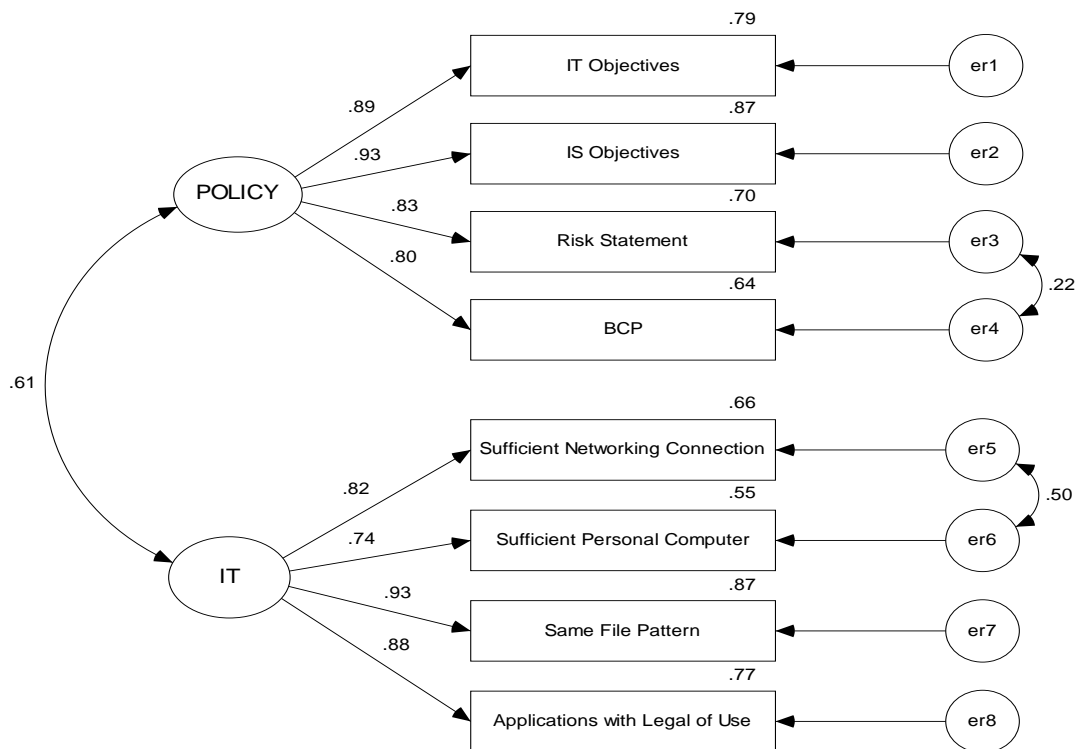 .79
IT Objectives
er1
.89
.87
.93
IS Objectives
er2
POLICY
.70
.83
Risk Statement
er3
.80
.64
.22
BCP
er4
.61
.66
Sufficient Networking Connection
er5
.82
.55
.50
.74
Sufficient Personal Computer
er6
IT
.87
.93
Same File Pattern
er7
.88
.77
Applications with Legal of Use
er8